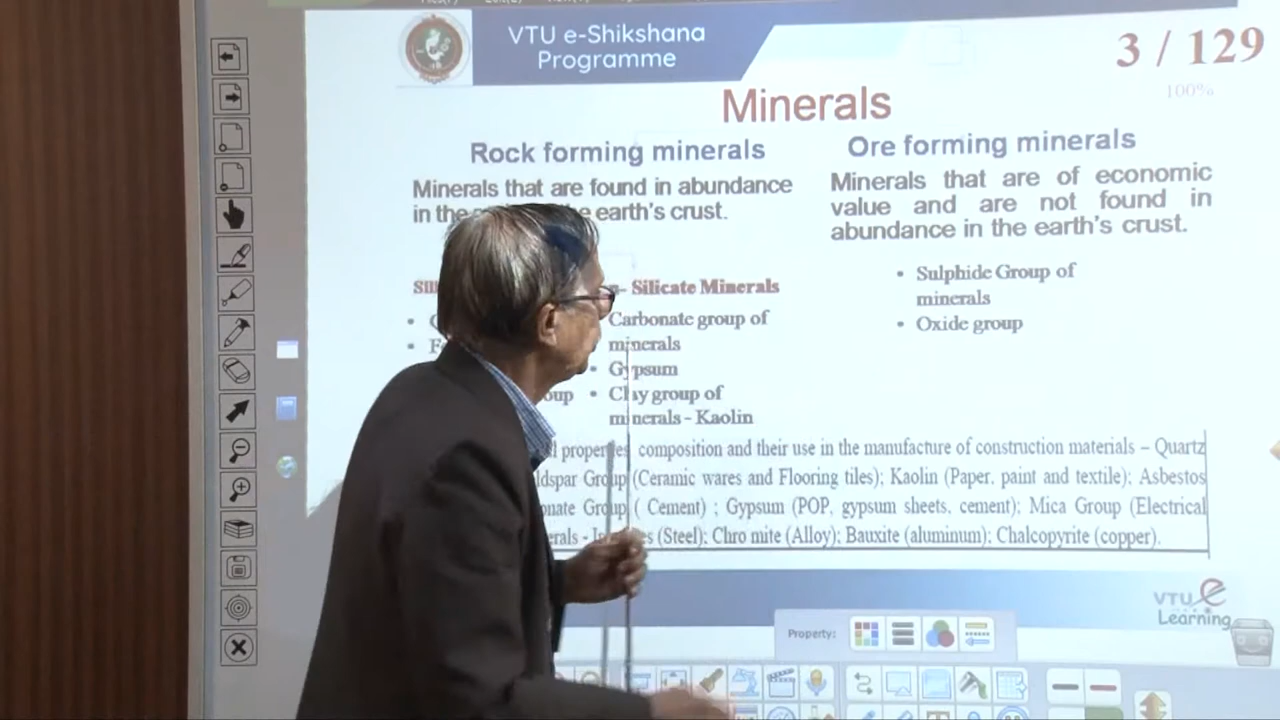 VTU e-Shikshana
Programme
3 / 129
100%
Minerals
Rock forming minerals
Minerals that are found in abundance
in the earth's crust.
Ore forming minerals
Minerals that are of economic
value and are not found in
abundance in the earth's crust.
– Silicate Minerals
Carbonate group of
minerals
• Gypsum
• Clay group of
minerals - Kaolin
• Sulphide Group of
minerals
• Oxide group
composition and their use in the manufacture of construction materials – Quartz
Group (Ceramic wares and Flooring tiles); Kaolin (Paper, paint and textile); Asbestos
Group ( Cement) ; Gypsum (POP, gypsum sheets, cement); Mica Group (Electrical
(Steel); Chro mite (Alloy); Bauxite (aluminum); Chalcopyrite (copper).
VTU e
Learning
Property: